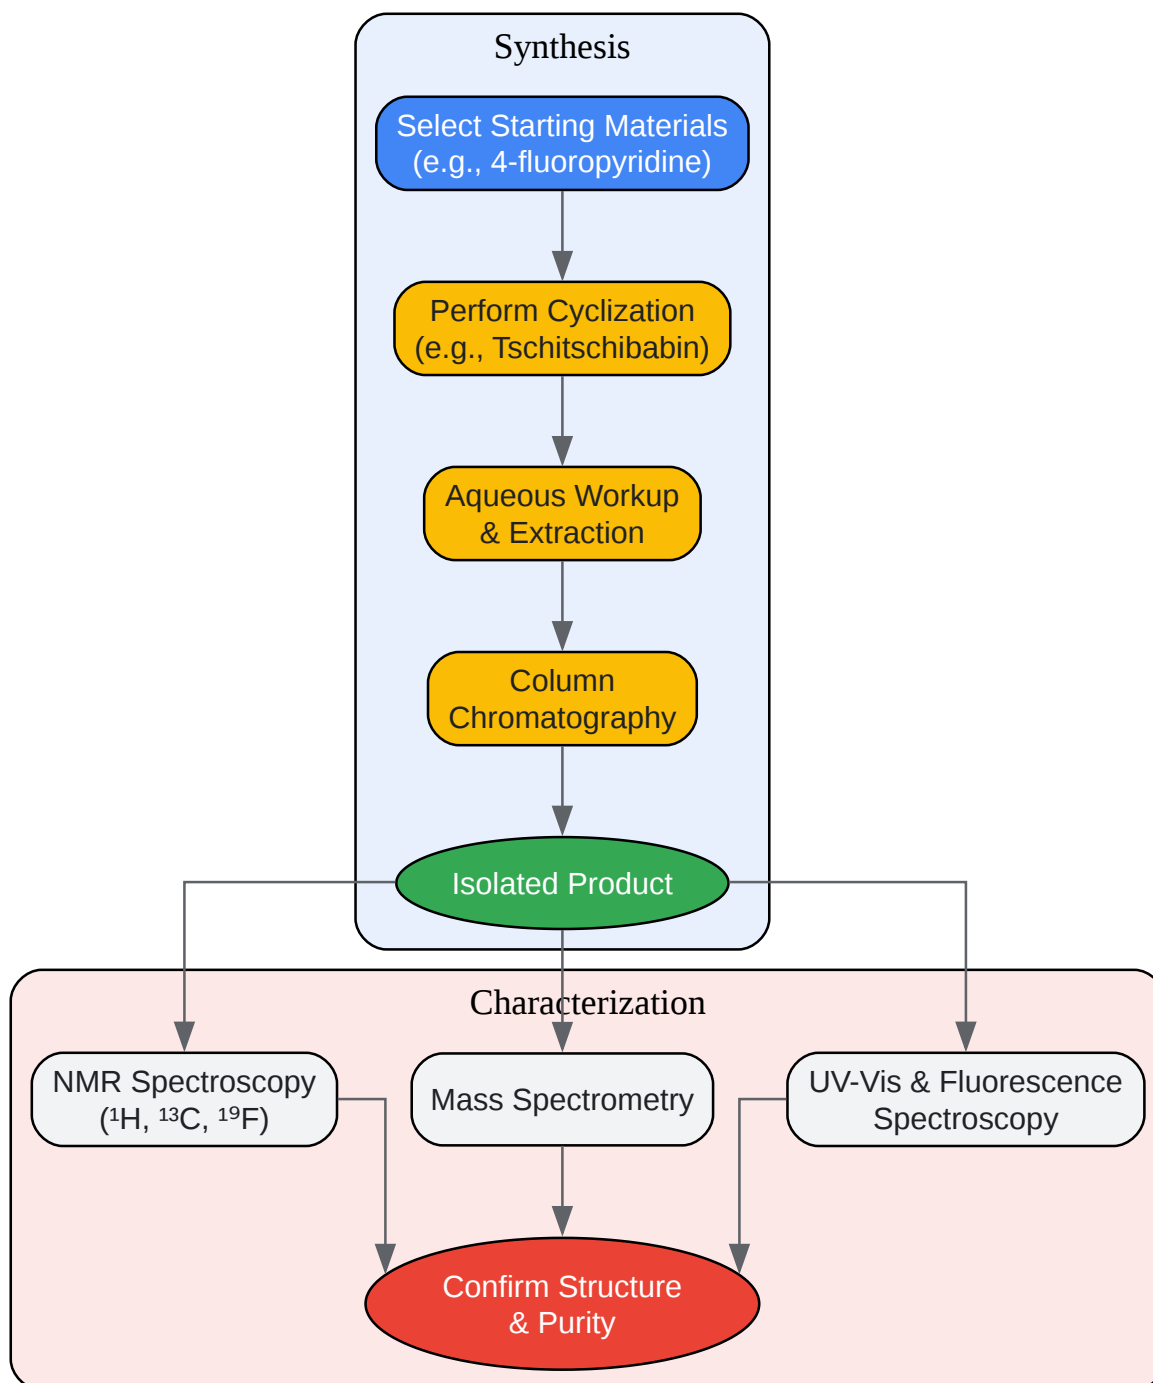 Synthesis
Select Starting Materials
(e.g., 4-fluoropyridine)
Perform Cyclization
(e.g., Tschitschibabin)
Aqueous Workup
& Extraction
Column
Chromatography
Isolated Product
Characterization
NMR Spectroscopy
(¹H, ¹³C, ¹⁹F)
Mass Spectrometry
UV-Vis & Fluorescence
Spectroscopy
Confirm Structure
& Purity